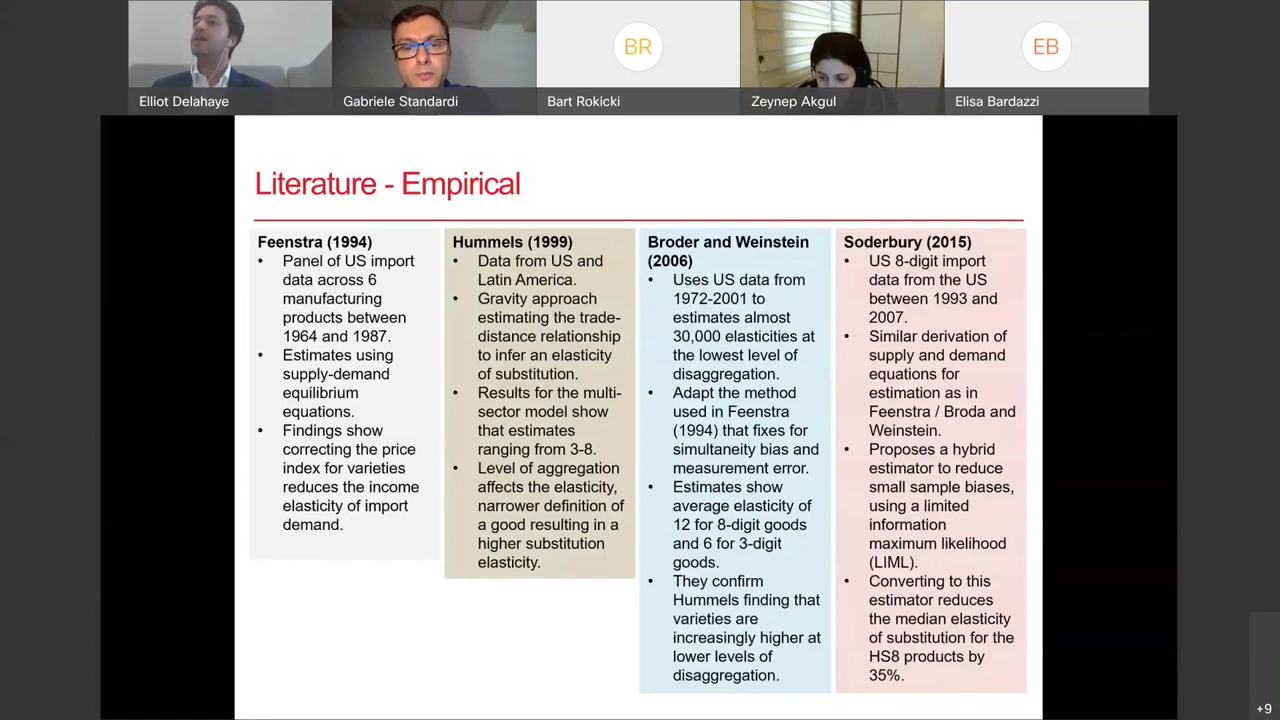 Elliot Delahaye
Gabriele Standardi
BR
Bart Rokicki
Zeynep Akgul
EB
Elisa Bardazzi
Literature - Empirical
Feenstra (1994)
• Panel of US import
data across 6
manufacturing
products between
1964 and 1987.
• Estimates using
supply-demand
equilibrium
equations.
• Findings show
correcting the price
index for varieties
reduces the income
elasticity of import
demand.
Hummels (1999)
• Data from US and
Latin America.
• Gravity approach
estimating the trade-
distance relationship
to infer an elasticity
of substitution.
• Results for the multi-
sector model show
that estimates
ranging from 3-8.
• Level of aggregation
affects the elasticity,
narrower definition of
a good resulting in a
higher substitution
elasticity.
Broder and Weinstein
(2006)
• Uses US data from
1972-2001 to
estimates almost
30,000 elasticities at
the lowest level of
disaggregation.
• Adapt the method
used in Feenstra
(1994) that fixes for
simultaneity bias and
measurement error.
• Estimates show
average elasticity of
12 for 8-digit goods
and 6 for 3-digit
goods.
• They confirm
Hummels finding that
varieties are
increasingly higher at
lower levels of
disaggregation.
Soderbury (2015)
• US 8-digit import
data from the US
between 1993 and
2007.
• Similar derivation of
supply and demand
equations for
estimation as in
Feenstra / Broda and
Weinstein.
• Proposes a hybrid
estimator to reduce
small sample biases,
using a limited
information
maximum likelihood
(LIML).
• Converting to this
estimator reduces
the median elasticity
of substitution for the
HS8 products by
35%.
+9